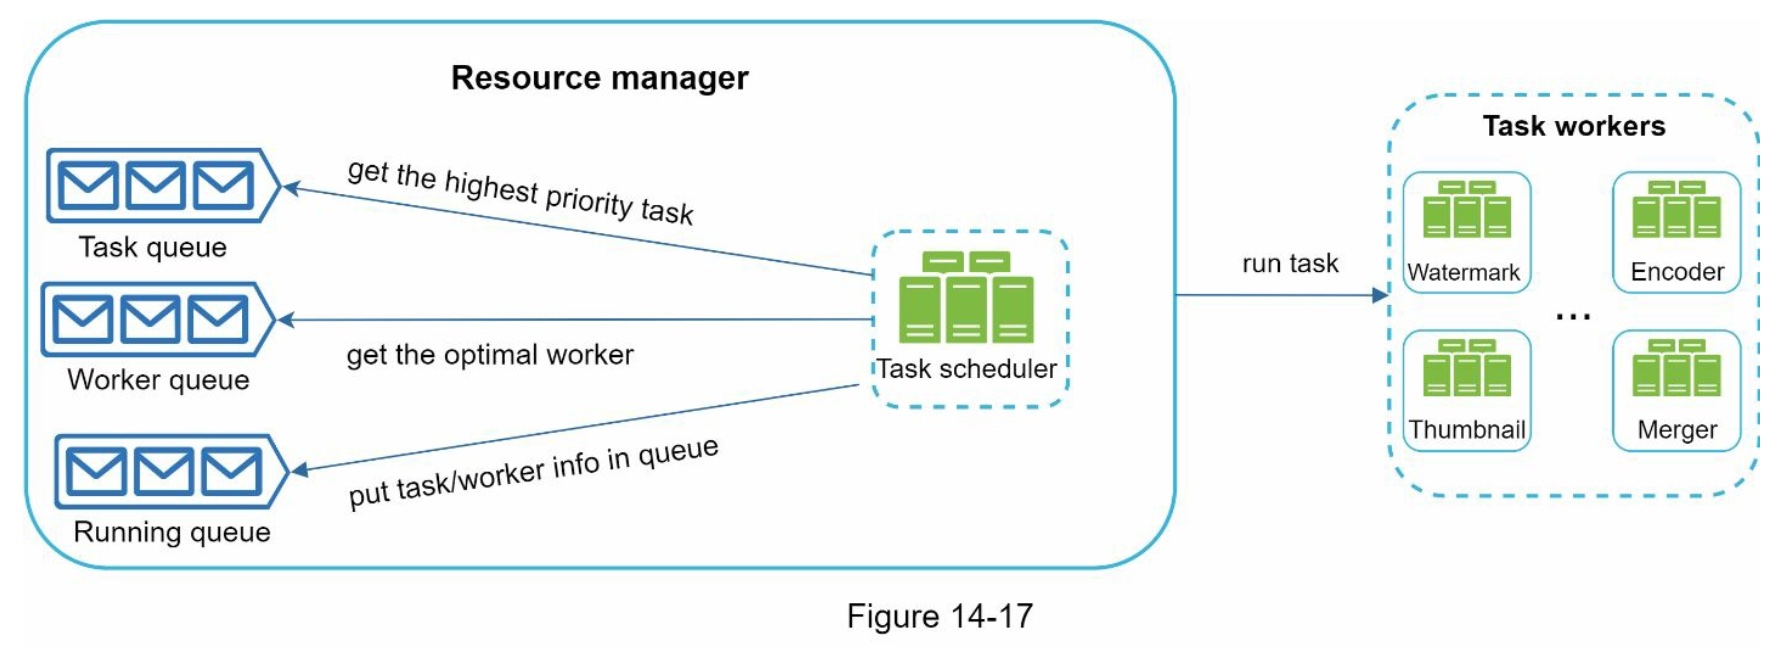 Resource manager
get the highest priority task
Task queue
get the optimal worker
Worker queue
put task/worker info in queue
Running queue
Task scheduler
run task
Task workers
Watermark
Encoder
...
Thumbnail
Merger
Figure 14-17